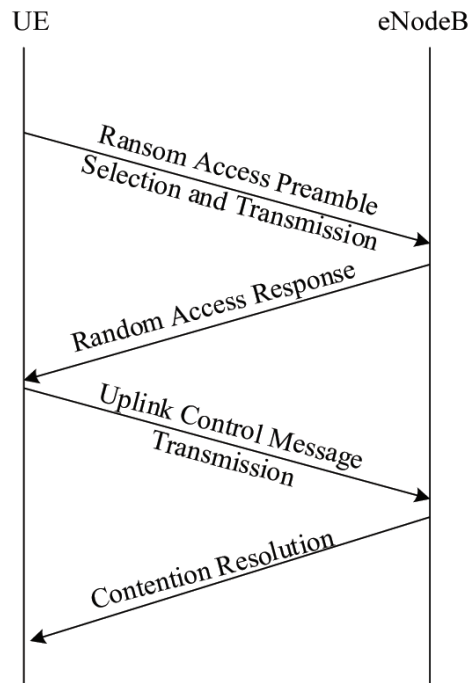 UE
eNodeB
Ransom Access Preamble
Selection and Transmission
Random Access Response
Uplink Control Message
Transmission
Contention Resolution